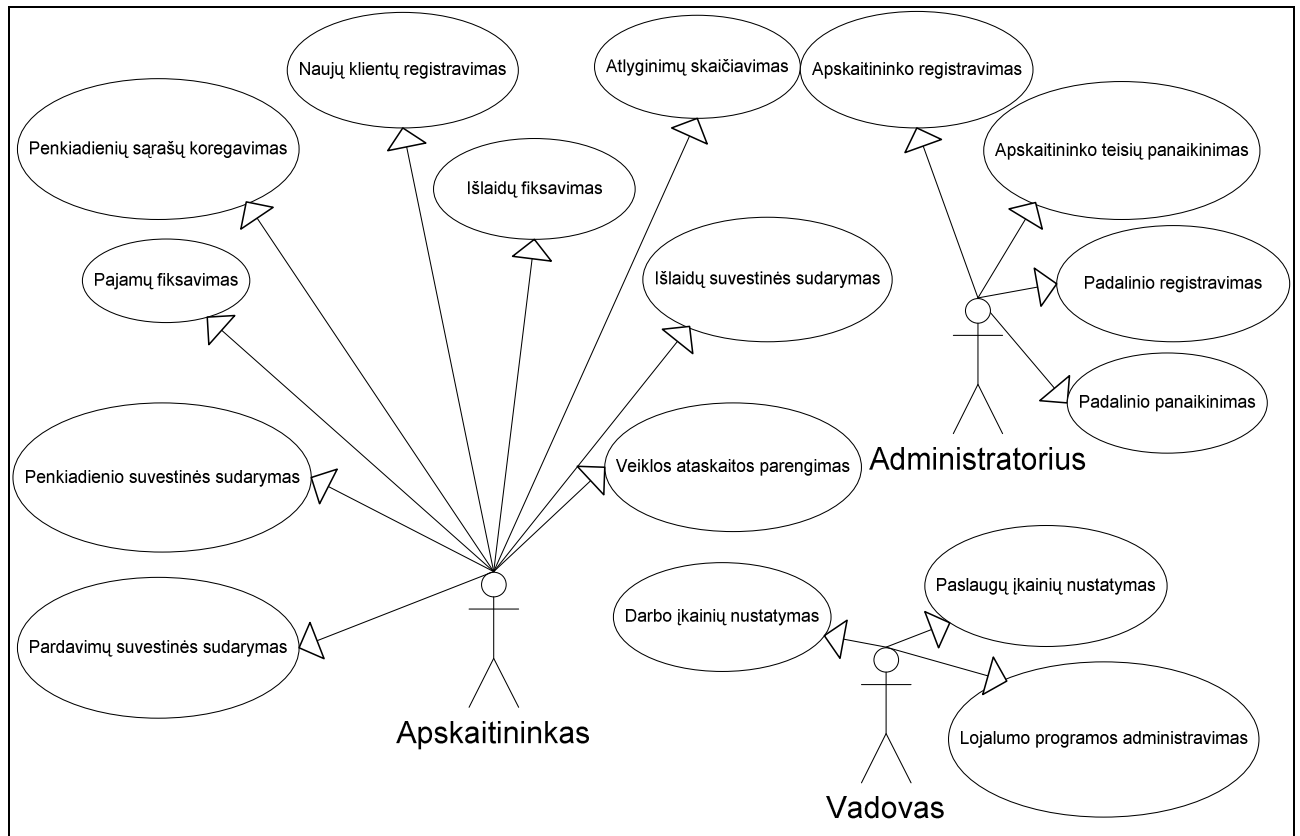 Naujų klientų registravimas
Atlyginimų skaičiavimas
Apskaitininko registravimas
Penkiadienių sąrašų koregavimas
Apskaitininko teisių panaikinimas
Išlaidų fiksavimas
Pajamų fiksavimas
Išlaidų suvestinės sudarymas
Padalinio registravimas
Padalinio panaikinimas
Administratorius
Penkiadienio suvestinės sudarymas
Veiklos ataskaitos parengimas
Paslaugų įkainių nustatymas
Darbo įkainių nustatymas
Pardavimų suvestinės sudarymas
Apskaitininkas
Lojalumo programos administravimas
Vadovas